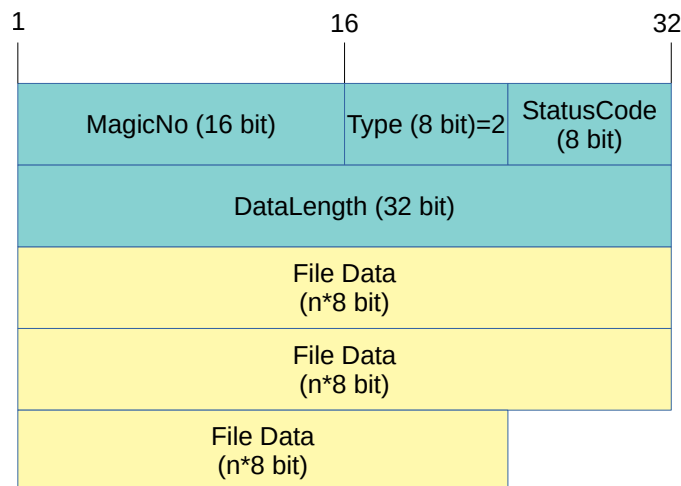 1 16 32
MagicNo (16 bit) Type (8 bit)=2 StatusCode
(8 bit)
DataLength (32 bit)
File Data
(n*8 bit)
File Data
(n*8 bit)
File Data
(n*8 bit)